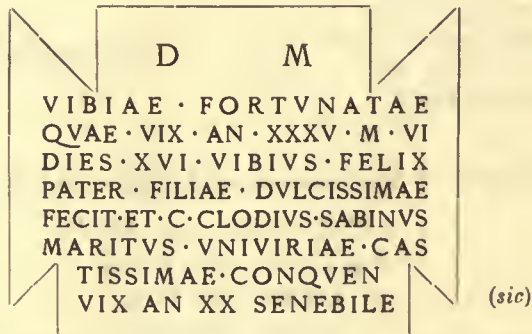 D M
VIBIAE · FORTVNATAE
QVAE · VIX · AN · XXXV · M · VI
DIES · XVI · VIBIVS · FELIX
PATER · FILIAE · DVLCISSIMAE
FECIT·ET·C·CLODIVS·SABINVS
MARITVS · VNIVIRIAE · CAS
TISSIMAE·CONQVEN
VIX AN XX SENEBILE (sic)